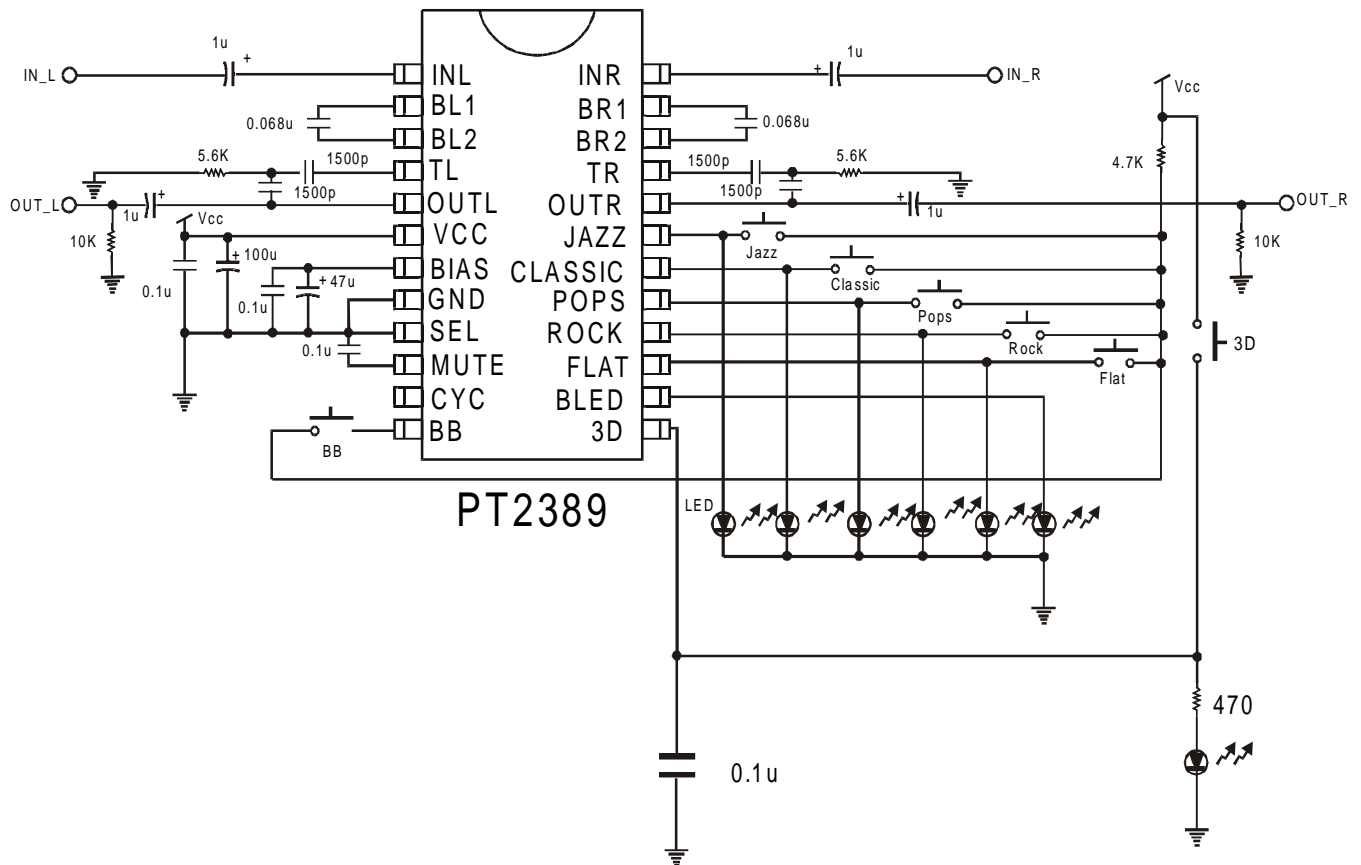 1u
+
IN_L
INL
INR
1u
+
IN_R
BL1
BL2
0.068u
BR1
BR2
0.068u
Vcc
4.7K
5.6K
1500p
1500p
TL
TR
1500p
1500p
5.6K
OUT_L
1u
+
OUTL
OUTR
1u
+
OUT_R
10K
10K
Vcc
VCC
0.1u
+
100u
JAZZ
Jazz
BIAS
0.1u
+
47u
CLASSIC
Classic
GND
POPS
Pops
SEL
0.1u
ROCK
Rock
3D
MUTE
FLAT
Flat
CYC
BLED
BB
BB
3D
PT2389
LED
470
0.1u